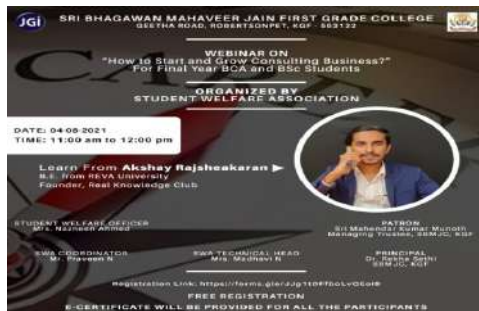 JGI
SRI BHAGAWAN MAHAVEER JAIN FIRST GRADE COLLEGE
GEETHA ROAD, ROBERTSONPET, KGF - 563122
WEBINAR ON
"How to Start and Grow Consulting Business?"
For Final Year BCA and BSc Students
ORGANIZED BY
STUDENT WELFARE ASSOCIATION
DATE: 04-08-2021
TIME: 11:00 am to 12:00 pm
Learn From Akshay Rajsheakaran
B.E. from REVA University
Founder, Real Knowledge Club
STUDENT WELFARE OFFICER
Mrs. Nazneen Ahmed
PATRON
Sri Mahendar Kumar Munoth
Managing Trustee, SBMJC, KGF
SWA COORDINATOR
Mr. Praveen N
SWA TECHNICAL HEAD
Mrs. Madhavi N
PRINCIPAL
Dr. Rekha Sethi
SBMJC, KGF
Registration Link:
FREE REGISTRATION
E-CERTIFICATE WILL BE PROVIDED FOR ALL THE PARTICIPANTS